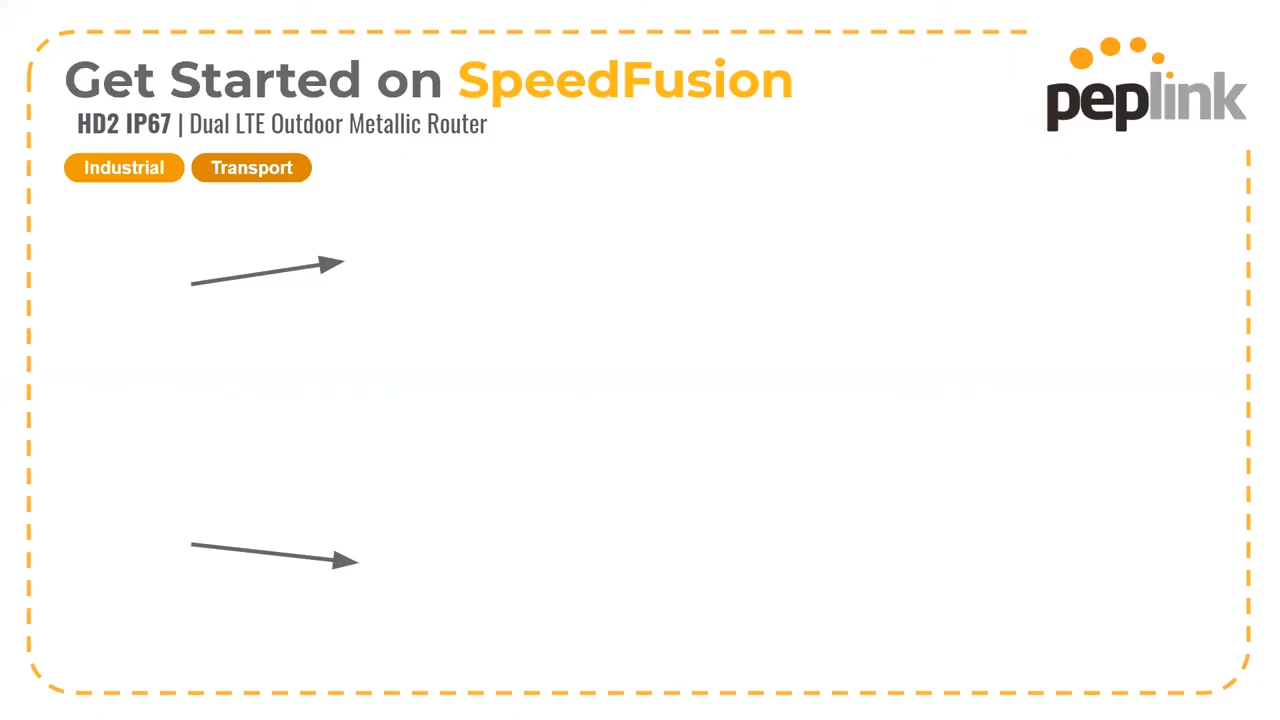 Get Started on SpeedFusion
peplink
HD2 IP67 | Dual LTE Outdoor Metallic Router
Industrial
Transport